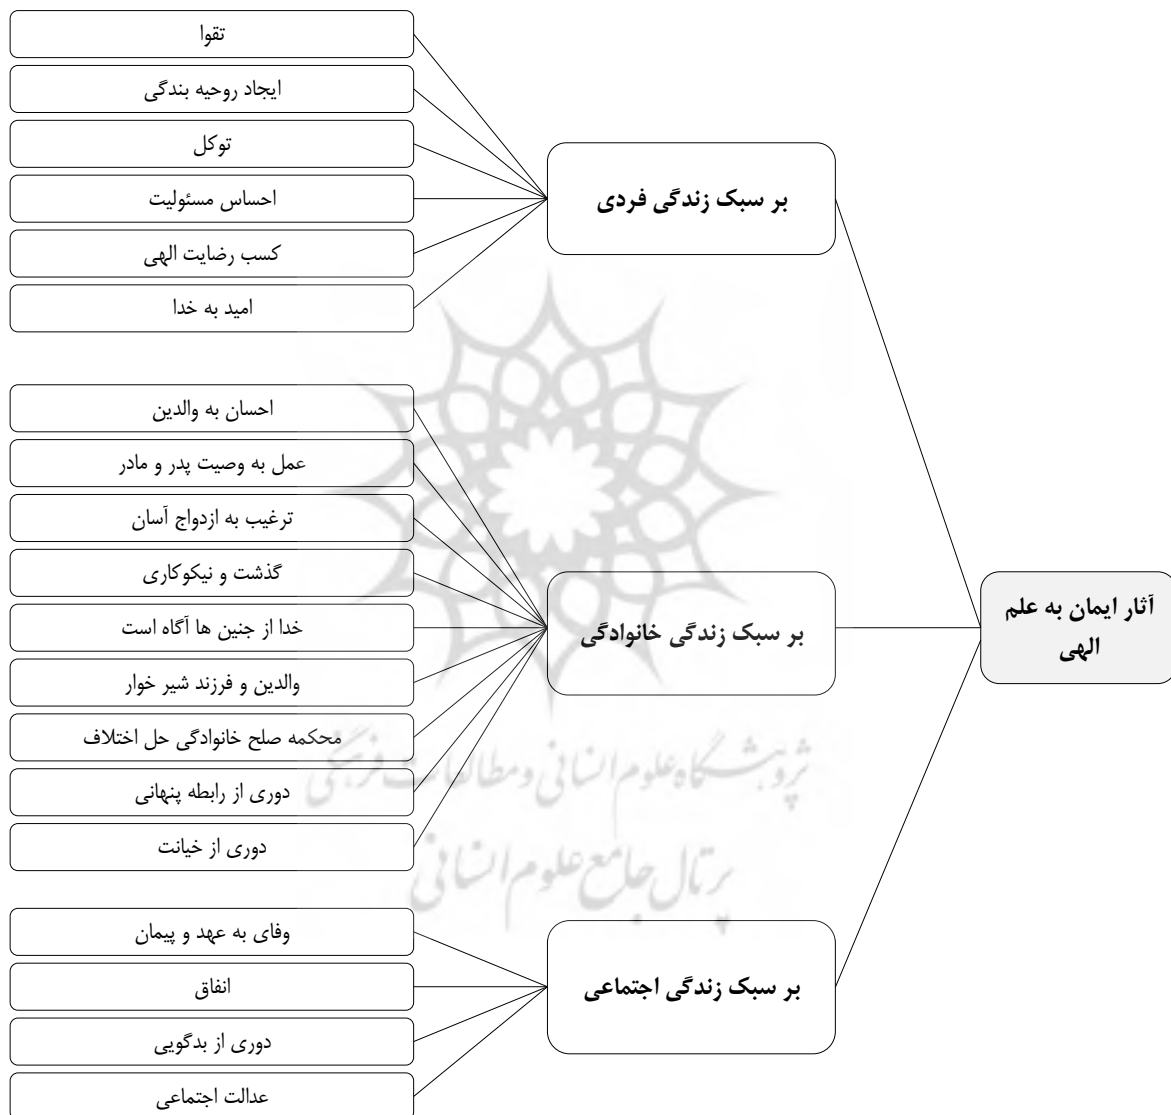 آثار ایمان به علم
الهی
بر سبک زندگی فردی
تقوا
ایجاد روحیه بندگی
توکل
احساس مسئولیت
کسب رضایت الهی
امید به خدا
بر سبک زندگی خانوادگی
احسان به والدین
عمل به وصیت پدر و مادر
ترغیب به ازدواج آسان
گذشت و نیکوکاری
خدا از جنین ها آگاه است
والدین و فرزند شیر خوار
محکمه صلح خانوادگی حل اختلاف
دوری از رابطه پنهانی
دوری از خیانت
بر سبک زندگی اجتماعی
وفای به عهد و پیمان
انفاق
دوری از بدگویی
عدالت اجتماعی
پژوهشگاه علوم انسانی و مطالعات فرهنگی
پرتال جامع علوم انسانی